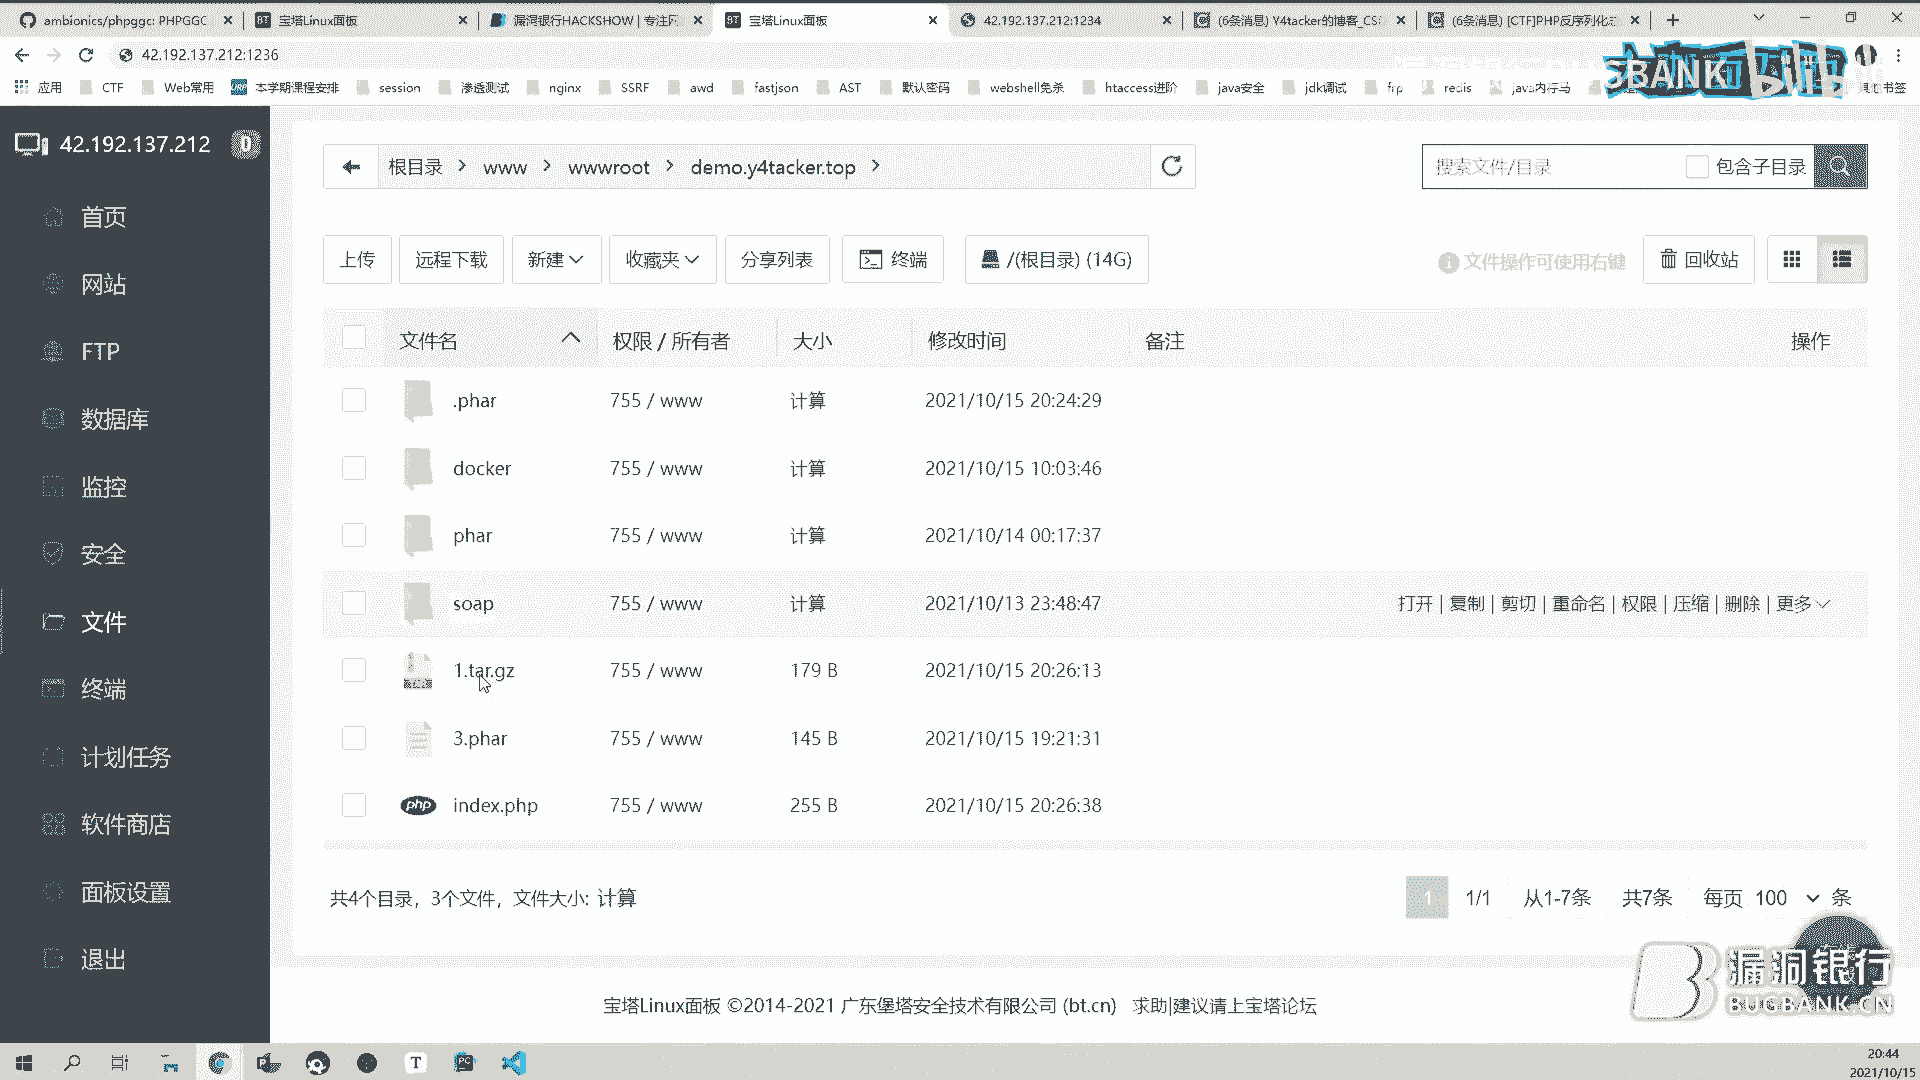 ambionics/phpggc: PHPGGC
宝塔Linux面板
漏洞银行HACKSHOW | 专注网
宝塔Linux面板
42.192.137.212:1234
(6条消息) Y4tacker的博客_CS
(6条消息) [CTF]PHP反序列化总
42.192.137.212:1236
应用 CTF Web常用 本学期课程安排 session 渗透测试 nginx SSRF awd fastjson AST 默认密码 webshell免杀 htaccess进阶 java安全 jdk调试 frp redis java内存马
SBANK bilibili
42.192.137.212 0
首页
网站
FTP
数据库
监控
安全
文件
终端
计划任务
软件商店
面板设置
退出
根目录 > www > wwwroot > demo.y4tacker.top >
搜索文件/目录 包含子目录
上传 远程下载 新建 收藏夹 分享列表 终端 /(根目录) (14G)
文件操作可使用右键 回收站
文件名 权限 / 所有者 大小 修改时间 备注 操作
.phar 755 / www 计算 2021/10/15 20:24:29
docker 755 / www 计算 2021/10/15 10:03:46
phar 755 / www 计算 2021/10/14 00:17:37
soap 755 / www 计算 2021/10/13 23:48:47 打开 | 复制 | 剪切 | 重命名 | 权限 | 压缩 | 删除 | 更多
1.tar.gz 755 / www 179 B 2021/10/15 20:26:13
3.phar 755 / www 145 B 2021/10/15 19:21:31
php index.php 755 / www 255 B 2021/10/15 20:26:38
共4个目录，3个文件，文件大小: 计算
1 1/1 从1-7条 共7条 每页 100 条
漏洞银行
BUGBANK.CN
宝塔Linux面板 ©2014-2021 广东堡塔安全技术有限公司 (bt.cn) 求助|建议请上宝塔论坛
20:44
2021/10/15